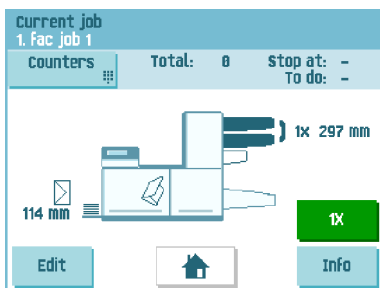 Current job
1. Fac job 1
Counters
Total: 0
Stop at: -
To do: -
1x 297 mm
114 mm
1X
Edit
Info